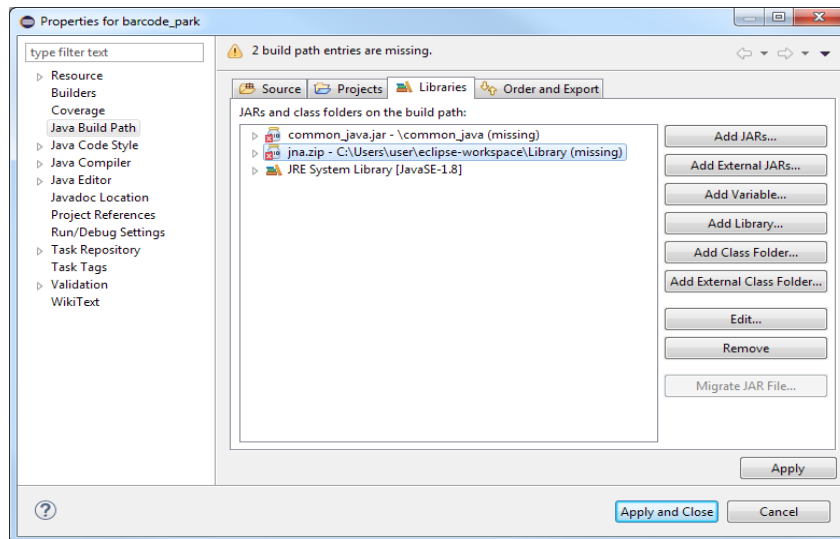 Properties for barcode_park
type filter text
2 build path entries are missing.
Resource
Builders
Coverage
Java Build Path
Java Code Style
Java Compiler
Java Editor
Javadoc Location
Project References
Run/Debug Settings
Task Repository
Task Tags
Validation
WikiText
Source Projects Libraries Order and Export
JARs and class folders on the build path:
common_java.jar - \common_java (missing)
jna.zip - C:\Users\user\eclipse-workspace\Library (missing)
JRE System Library [JavaSE-1.8]
Add JARs...
Add External JARs...
Add Variable...
Add Library...
Add Class Folder...
Add External Class Folder...
Edit...
Remove
Migrate JAR File...
Apply
Apply and Close Cancel